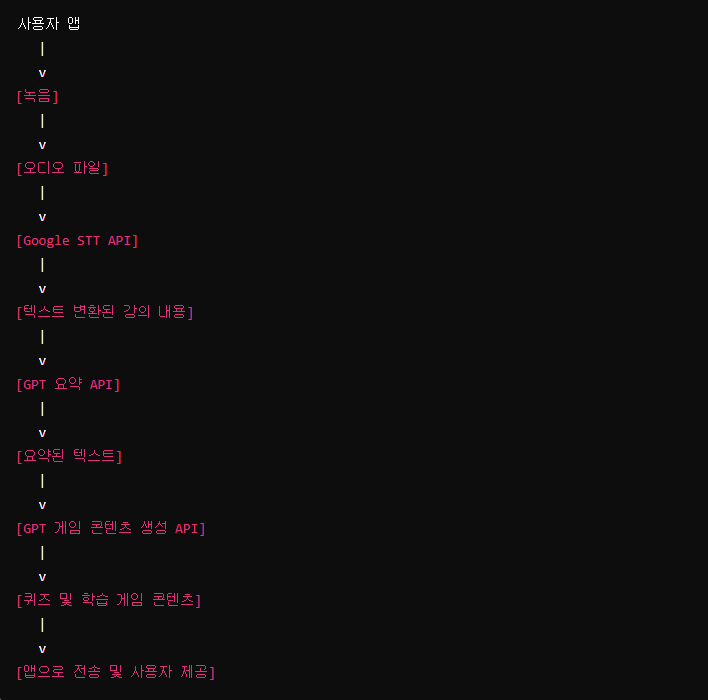 사용자 앱
|
v
[녹음]
|
v
[오디오 파일]
|
v
[Google STT API]
|
v
[텍스트 변환된 강의 내용]
|
v
[GPT 요약 API]
|
v
[요약된 텍스트]
|
v
[GPT 게임 콘텐츠 생성 API]
|
v
[퀴즈 및 학습 게임 콘텐츠]
|
v
[앱으로 전송 및 사용자 제공]